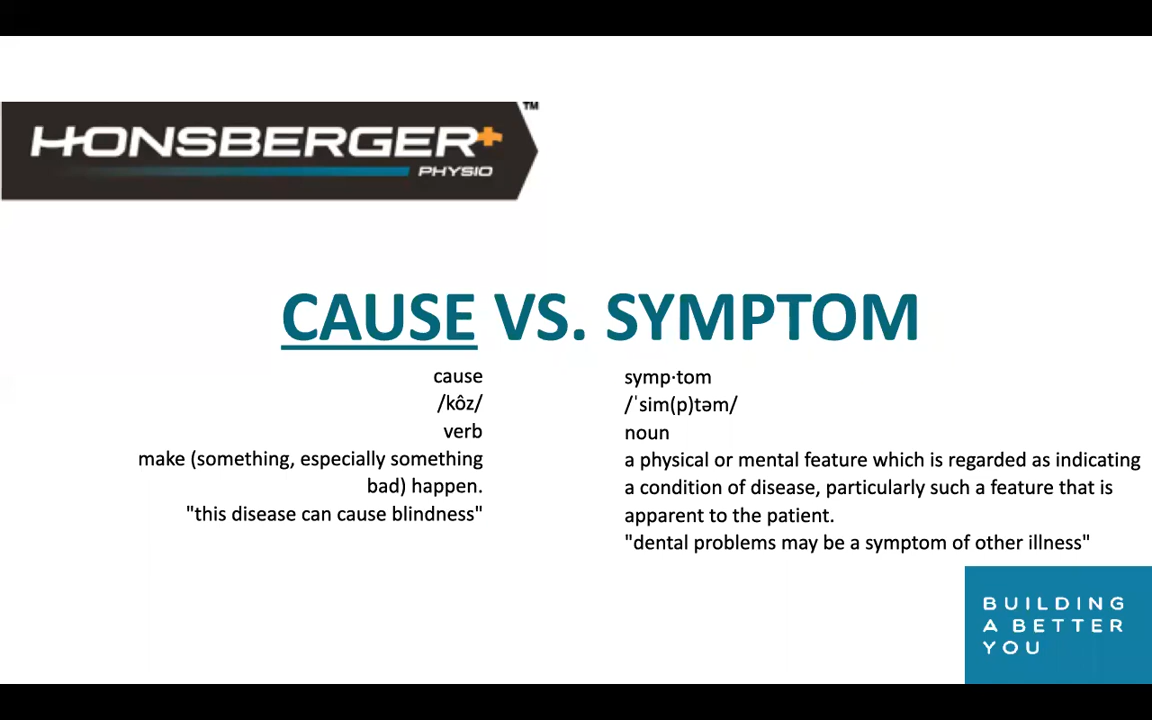 HONSBERGER+
TM
PHYSIO
CAUSE VS. SYMPTOM
cause
/kôz/
verb
make (something, especially something
bad) happen.
"this disease can cause blindness"
symp·tom
/ˈsim(p)təm/
noun
a physical or mental feature which is regarded as indicating
a condition of disease, particularly such a feature that is
apparent to the patient.
"dental problems may be a symptom of other illness"
BUILDING
A BETTER
YOU